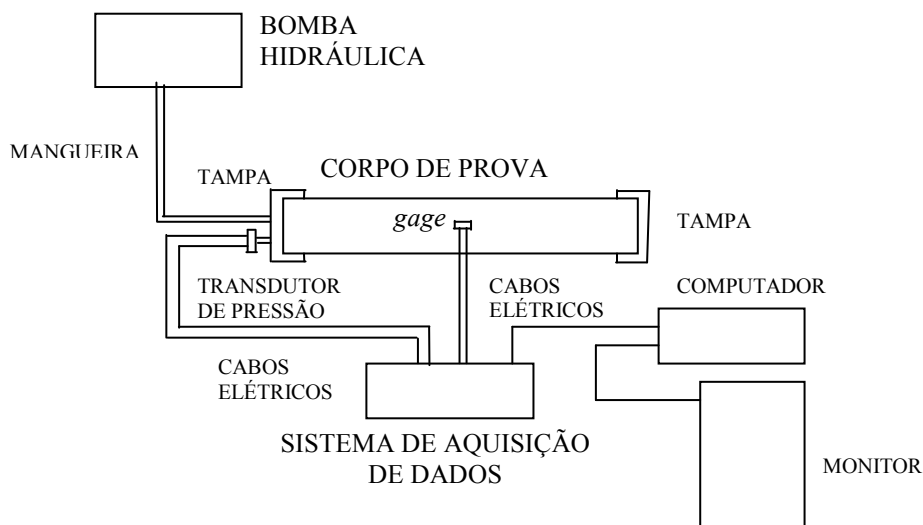 BOMBA
HIDRÁULICA
MANGUEIRA
TAMPA
CORPO DE PROVA
gage
TAMPA
TRANSDUTOR
DE PRESSÃO
CABOS
ELÉTRICOS
COMPUTADOR
CABOS
ELÉTRICOS
SISTEMA DE AQUISIÇÃO
DE DADOS
MONITOR